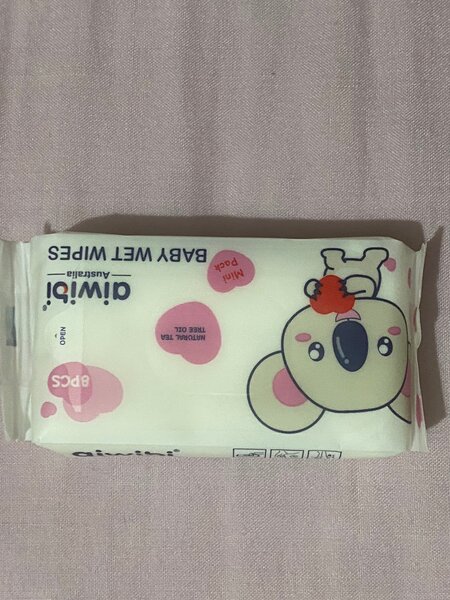 aiwibi
Australia
BABY WET WIPES
Mini
Pack
NATURAL TEA
TREE OIL
OPEN
8PCS
aiwibi